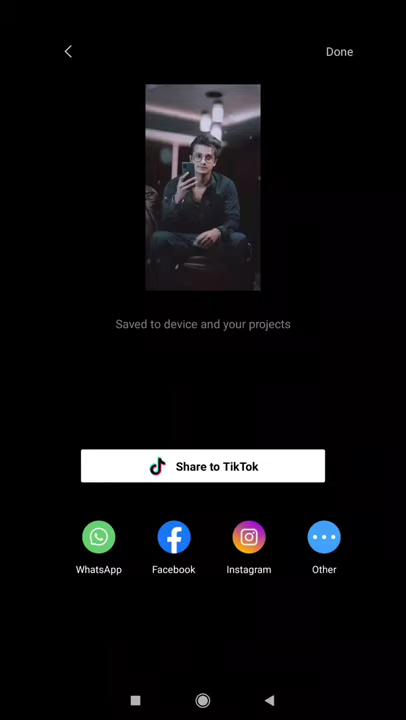 Done
Saved to device and your projects
Share to TikTok
WhatsApp Facebook Instagram Other